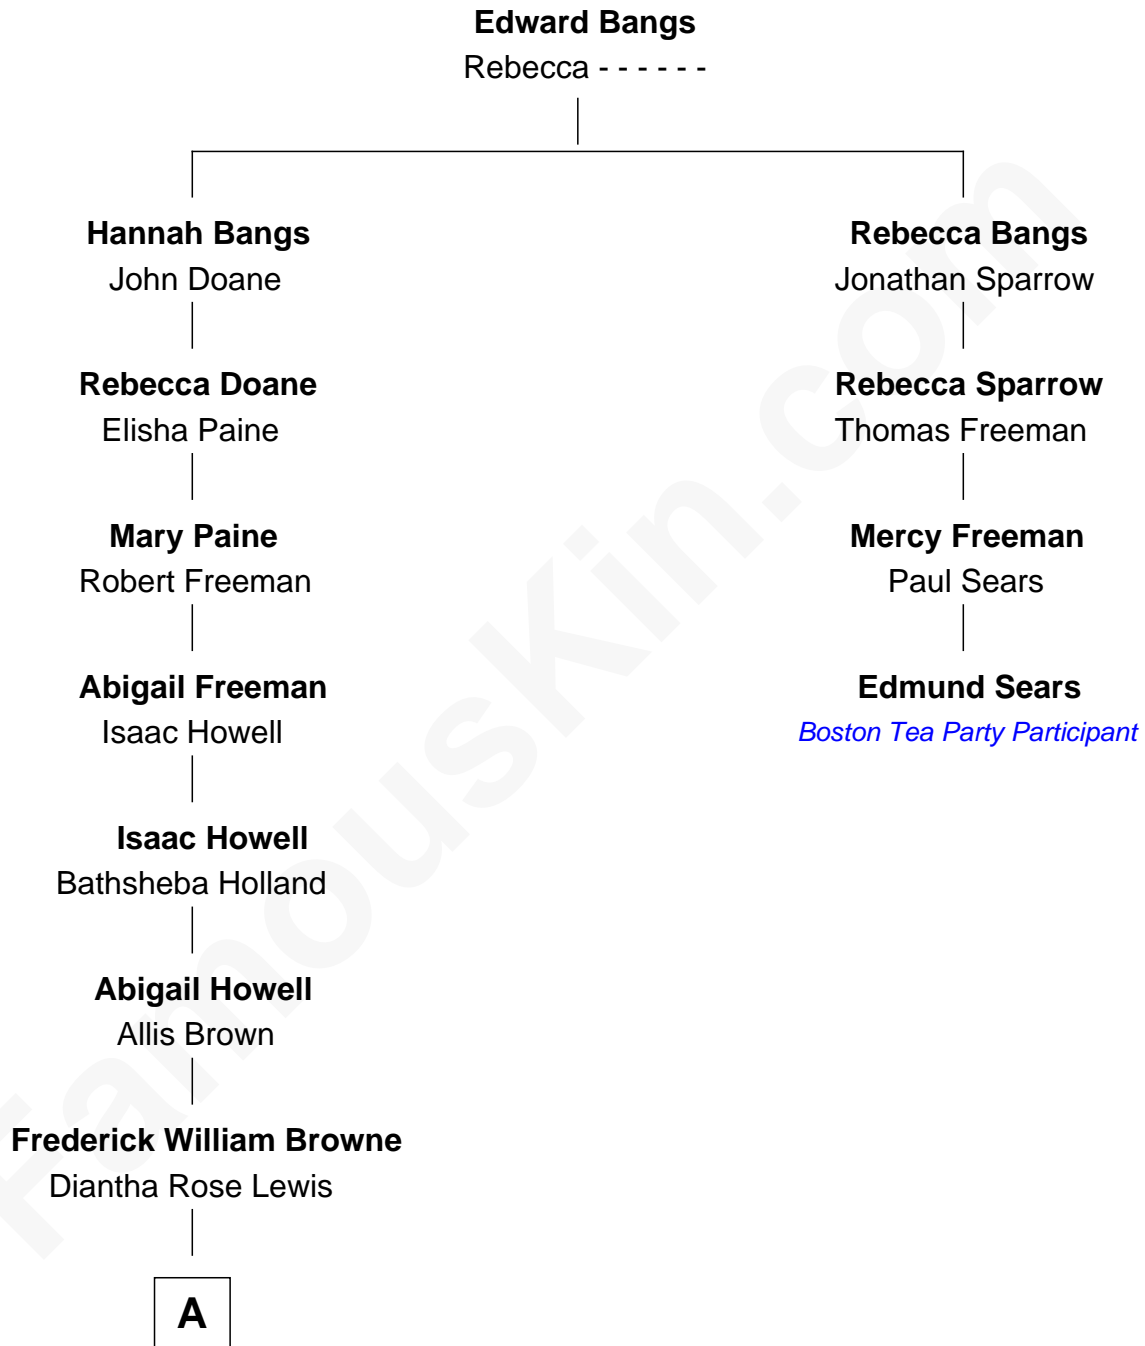 Edward Bangs
Rebecca - - - - - -
Hannah Bangs
John Doane
Rebecca Bangs
Jonathan Sparrow
Rebecca Doane
Elisha Paine
Rebecca Sparrow
Thomas Freeman
Mary Paine
Robert Freeman
Mercy Freeman
Paul Sears
Abigail Freeman
Isaac Howell
Edmund Sears
Boston Tea Party Participant
Isaac Howell
Bathsheba Holland
Abigail Howell
Allis Brown
Frederick William Browne
Diantha Rose Lewis
A
FamousKin.com